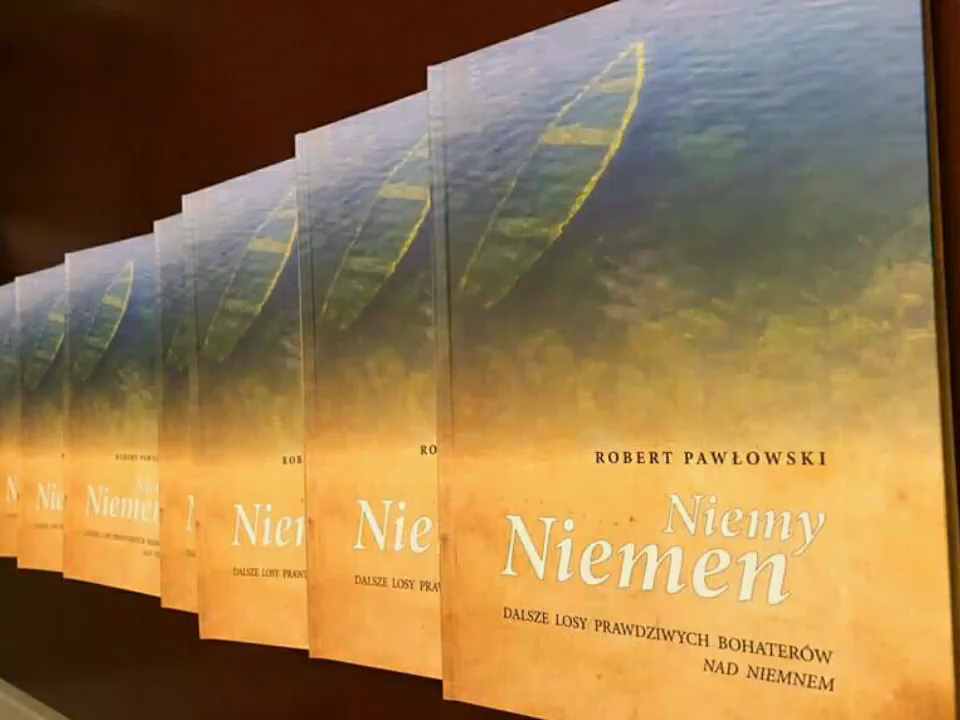 ROBERT PAWŁOWSKI
Niemy
Niemen
DALSZE LOSY PRAWDZIWYCH BOHATERÓW
NAD NIEMNEM